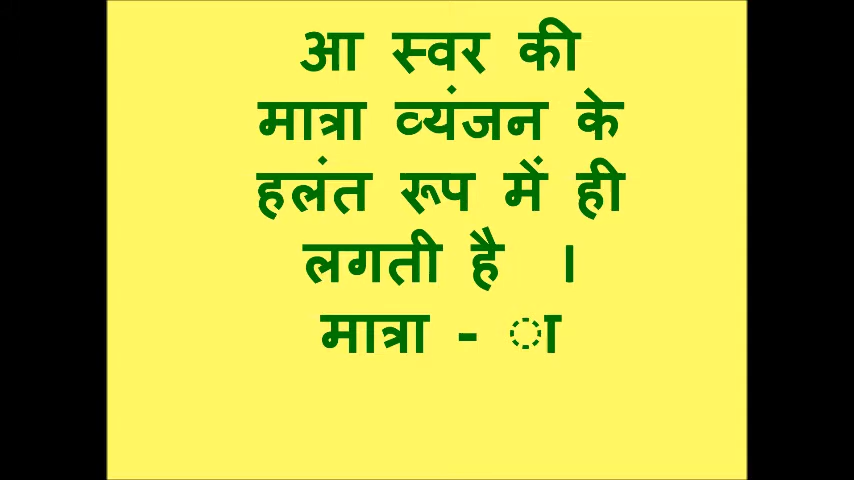 आ स्वर की
मात्रा व्यंजन के
हलंत रूप में ही
लगती है ।
मात्रा - ा